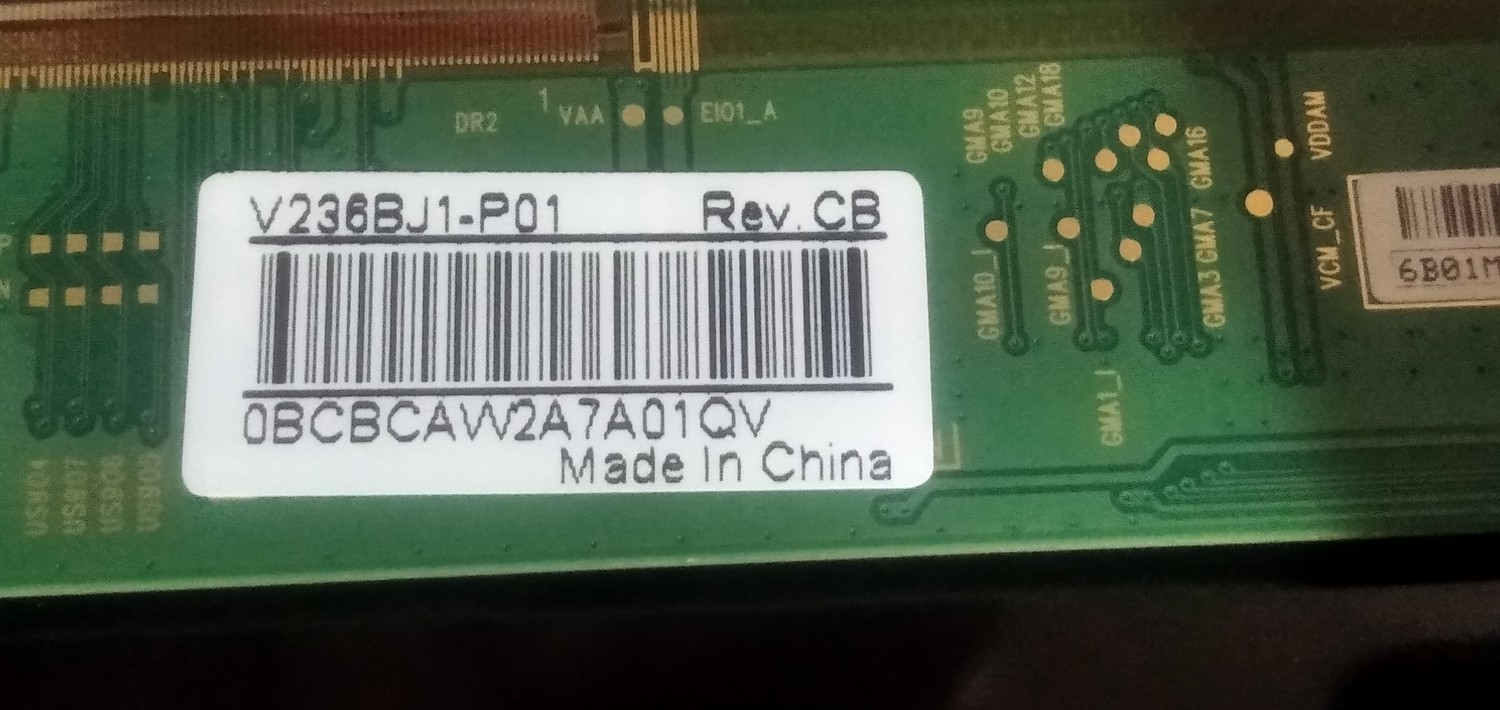 DR2
1
VAA
EI01_A
GMA9
GMA10
GMA12
GMA18
GMA16
VDDAM
V236BJ1-P01 Rev.CB
0BCBCAW2A7A01QV
Made In China
P
N
GMA10_I
GMA9_I
GMA3 GMA7
VCM_CF
6B01M
GMA1_I